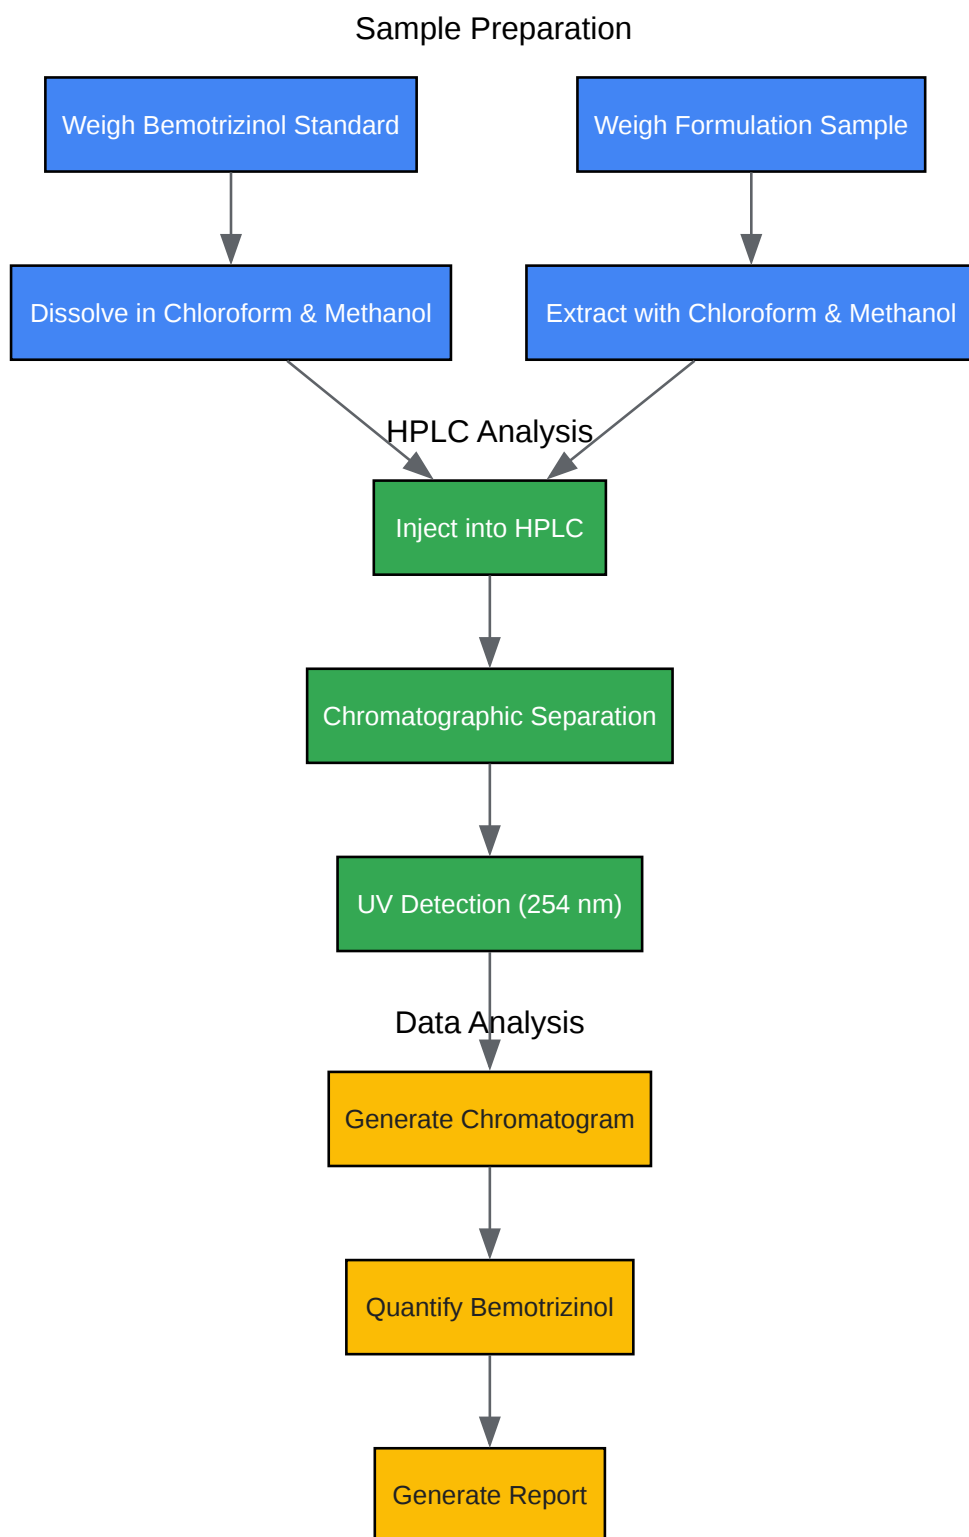 Sample Preparation
Weigh Bemotrizinol Standard
Weigh Formulation Sample
Dissolve in Chloroform & Methanol
Extract with Chloroform & Methanol
HPLC Analysis
Inject into HPLC
Chromatographic Separation
UV Detection (254 nm)
Data Analysis
Generate Chromatogram
Quantify Bemotrizinol
Generate Report